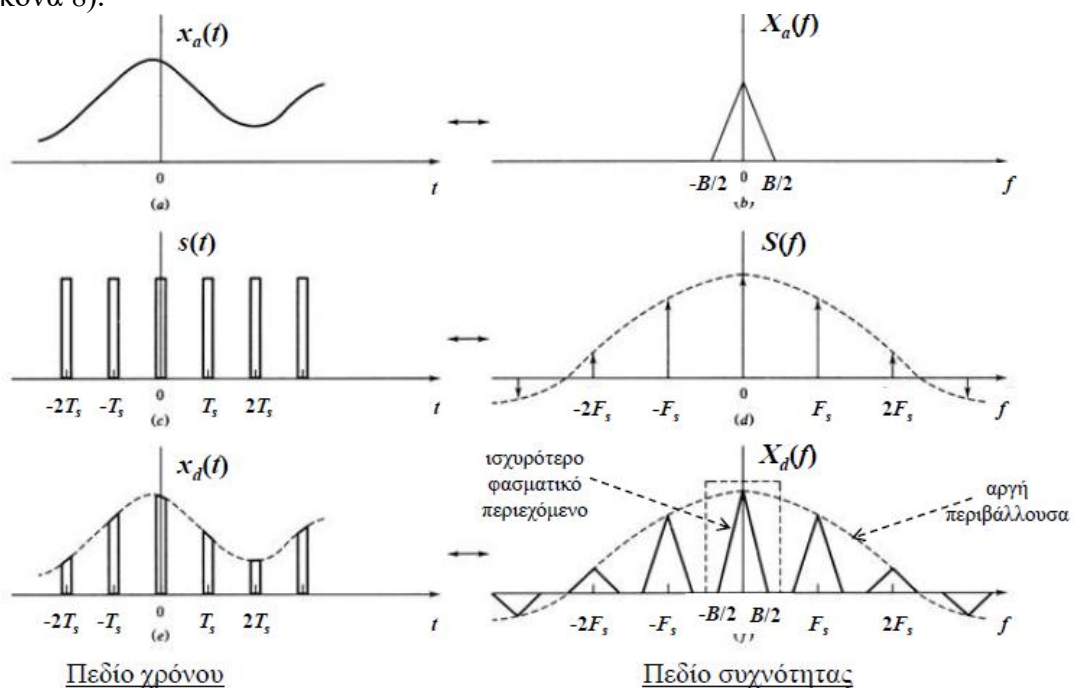 x_a(t)
X_a(f)
0
t
-B/2 0 B/2
f
(a)
s(t)
S(f)
-2T_s -T_s 0 T_s 2T_s t
-2F_s -F_s 0 F_s 2F_s f
(c)
(d)
x_d(t)
ισχυρότερο
φασματικό
περιεχόμενο
X_d(f)
αργή
περιβάλλουσα
-2T_s -T_s 0 T_s 2T_s t
-2F_s -F_s -B/2 B/2 F_s 2F_s f
(e)
Πεδίο χρόνου
Πεδίο συχνότητας